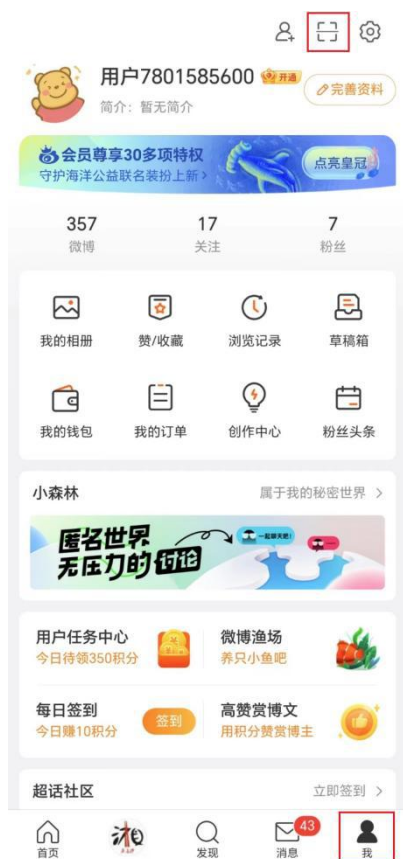 用户7801585600 开通
完善资料
简介：暂无简介
会员尊享30多项特权
守护海洋公益联名装扮上新
点亮皇冠
357
17
7
微博
关注
粉丝
我的相册
赞/收藏
浏览记录
草稿箱
我的钱包
我的订单
创作中心
粉丝头条
小森林
属于我的秘密世界
匿名世界
无压力的讨论
一起聊天吧!
用户任务中心
今日待领350积分
微博渔场
养只小鱼吧
每日签到
今日赚10积分
签到
高赞赏博文
用积分赞赏博主
超话社区
立即签到
43
首页
湘
发现
消息
我